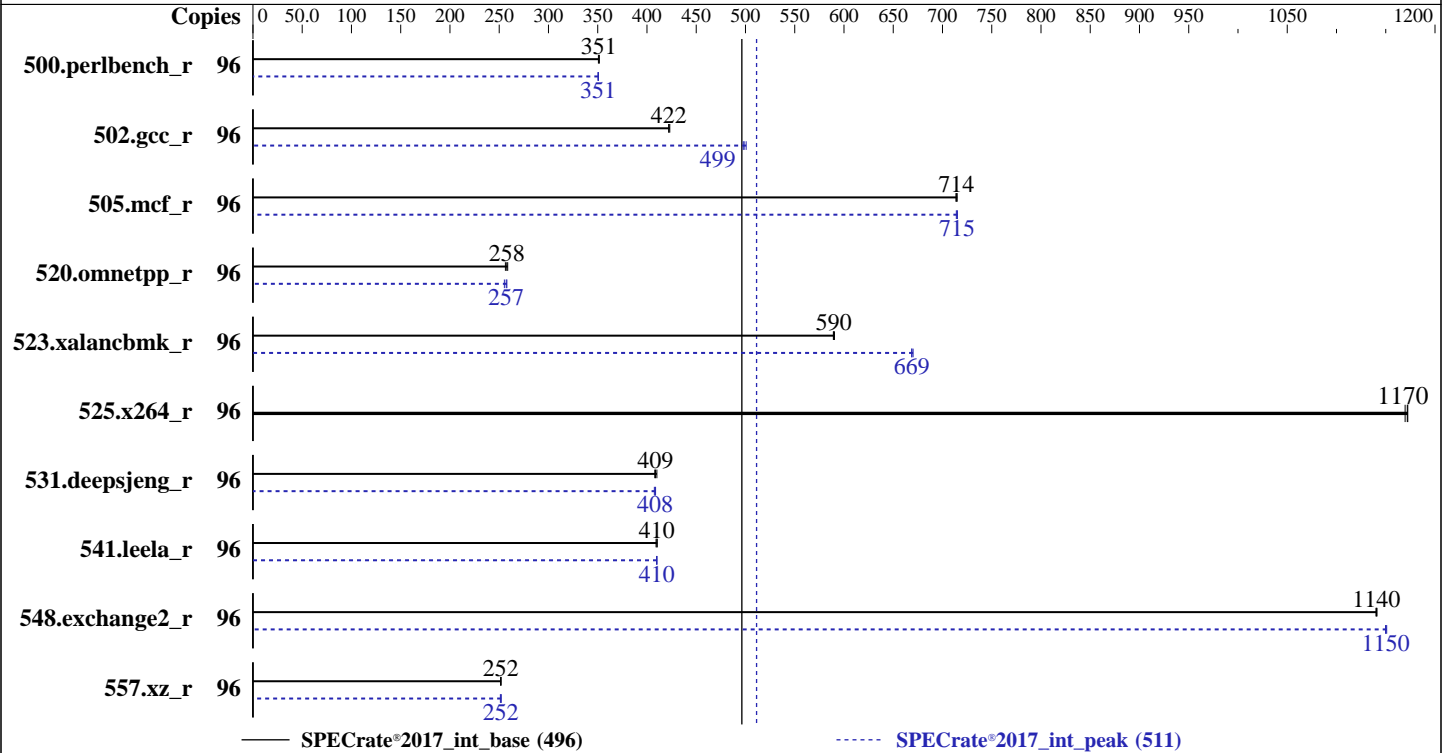 Copies 0 50.0 100 150 200 250 300 350 400 450 500 550 600 650 700 750 800 850 900 950 1050 1200
351
500.perlbench_r 96
351
422
502.gcc_r 96
499
714
505.mcf_r 96
715
258
520.omnetpp_r 96
257
590
523.xalancbmk_r 96
669
1170
525.x264_r 96
409
531.deepsjeng_r 96
408
410
541.leela_r 96
410
1140
548.exchange2_r 96
1150
252
557.xz_r 96
252
SPECrate®2017_int_base (496) SPECrate®2017_int_peak (511)